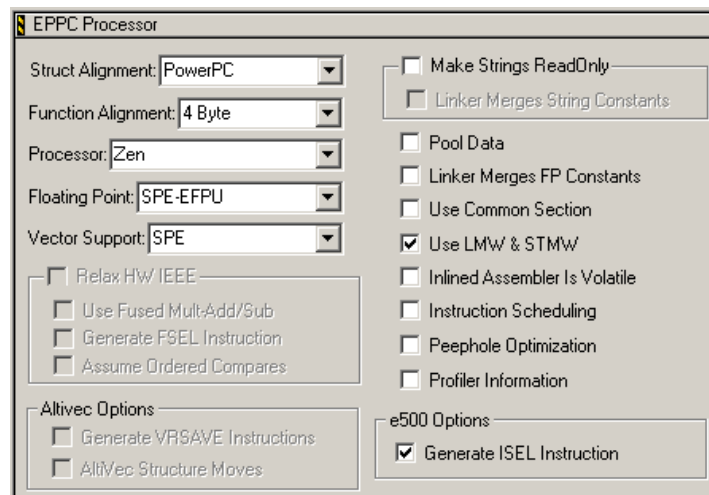 EPPC Processor
Struct Alignment: PowerPC
Function Alignment: 4 Byte
Processor: Zen
Floating Point: SPE-EFPU
Vector Support: SPE
Relax HW IEEE
Use Fused Mult-Add/Sub
Generate FSEL Instruction
Assume Ordered Compares
Altivec Options
Generate VRSAVE Instructions
AltiVec Structure Moves
Make Strings ReadOnly
Linker Merges String Constants
Pool Data
Linker Merges FP Constants
Use Common Section
Use LMW & STMW
Inlined Assembler Is Volatile
Instruction Scheduling
Peephole Optimization
Profiler Information
e500 Options
Generate ISEL Instruction